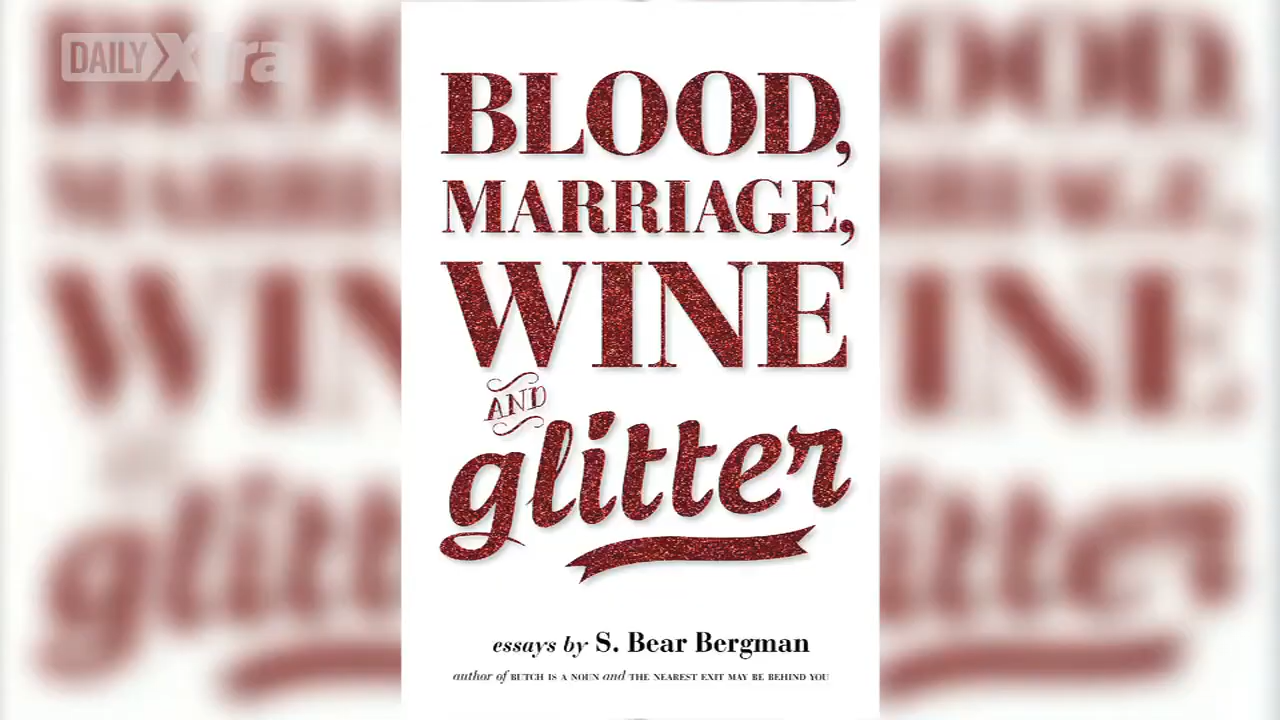 DAILY Xtra
BLOOD,
MARRIAGE,
WINE
AND
glitter
essays by S. Bear Bergman
author of BUTCH IS A NOUN and THE NEAREST EXIT MAY BE BEHIND YOU